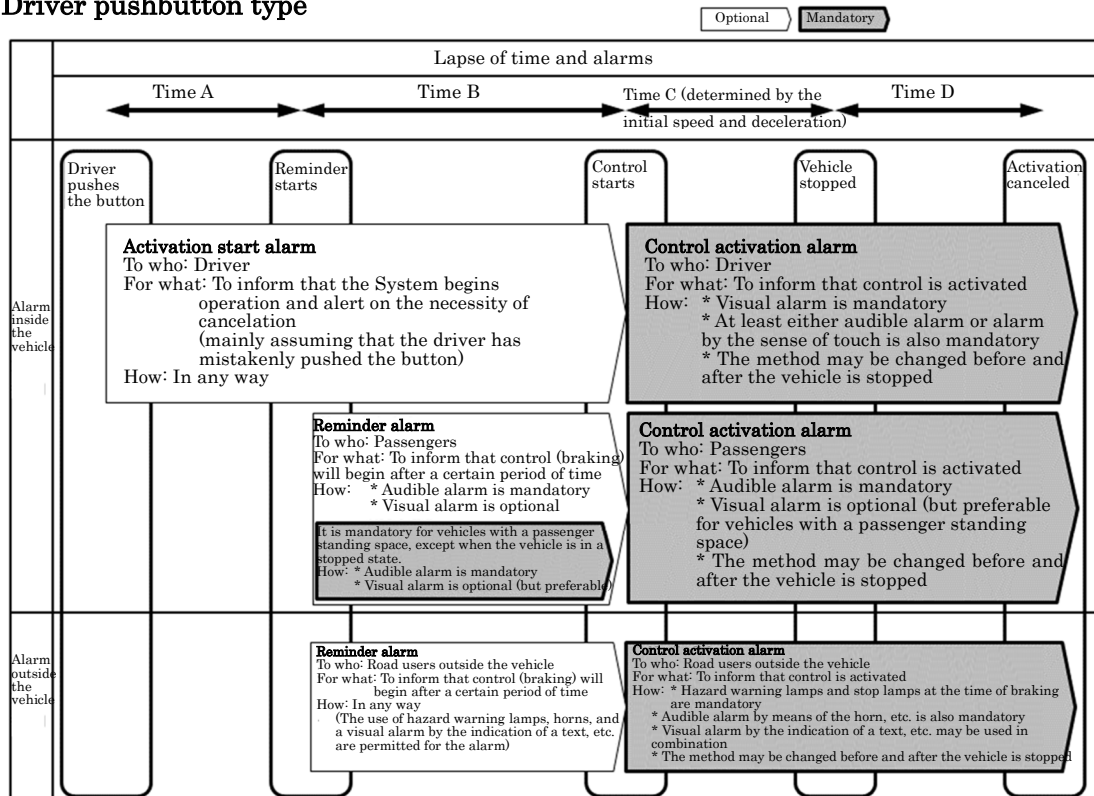 Driver pushbutton type
Optional
Mandatory
Lapse of time and alarms
Time A
Time B
Time C (determined by the
initial speed and deceleration)
Time D
Driver
pushes
the button
Reminder
starts
Control
starts
Vehicle
stopped
Activation
canceled
Alarm
inside
the
vehicle
Activation start alarm
To who: Driver
For what: To inform that the System begins
operation and alert on the necessity of
cancelation
(mainly assuming that the driver has
mistakenly pushed the button)
How: In any way
Control activation alarm
To who: Driver
For what: To inform that control is activated
How: * Visual alarm is mandatory
* At least either audible alarm or alarm
by the sense of touch is also mandatory
* The method may be changed before and
after the vehicle is stopped
Reminder alarm
To who: Passengers
For what: To inform that control (braking)
will begin after a certain period of time
How: * Audible alarm is mandatory
* Visual alarm is optional
It is mandatory for vehicles with a passenger
standing space, except when the vehicle is in a
stopped state.
How: * Audible alarm is mandatory
* Visual alarm is optional (but preferable)
Control activation alarm
To who: Passengers
For what: To inform that control is activated
How: * Audible alarm is mandatory
* Visual alarm is optional (but preferable
for vehicles with a passenger standing
space)
* The method may be changed before and
after the vehicle is stopped
Alarm
outside
the
vehicle
Reminder alarm
To who: Road users outside the vehicle
For what: To inform that control (braking) will
begin after a certain period of time
How: In any way
(The use of hazard warning lamps, horns, and
a visual alarm by the indication of a text, etc.
are permitted for the alarm)
Control activation alarm
To who: Road users outside the vehicle
For what: To inform that control is activated
How: * Hazard warning lamps and stop lamps at the time of braking
are mandatory
* Audible alarm by means of the horn, etc. is also mandatory
* Visual alarm by the indication of a text, etc. may be used in
combination
* The method may be changed before and after the vehicle is stopped